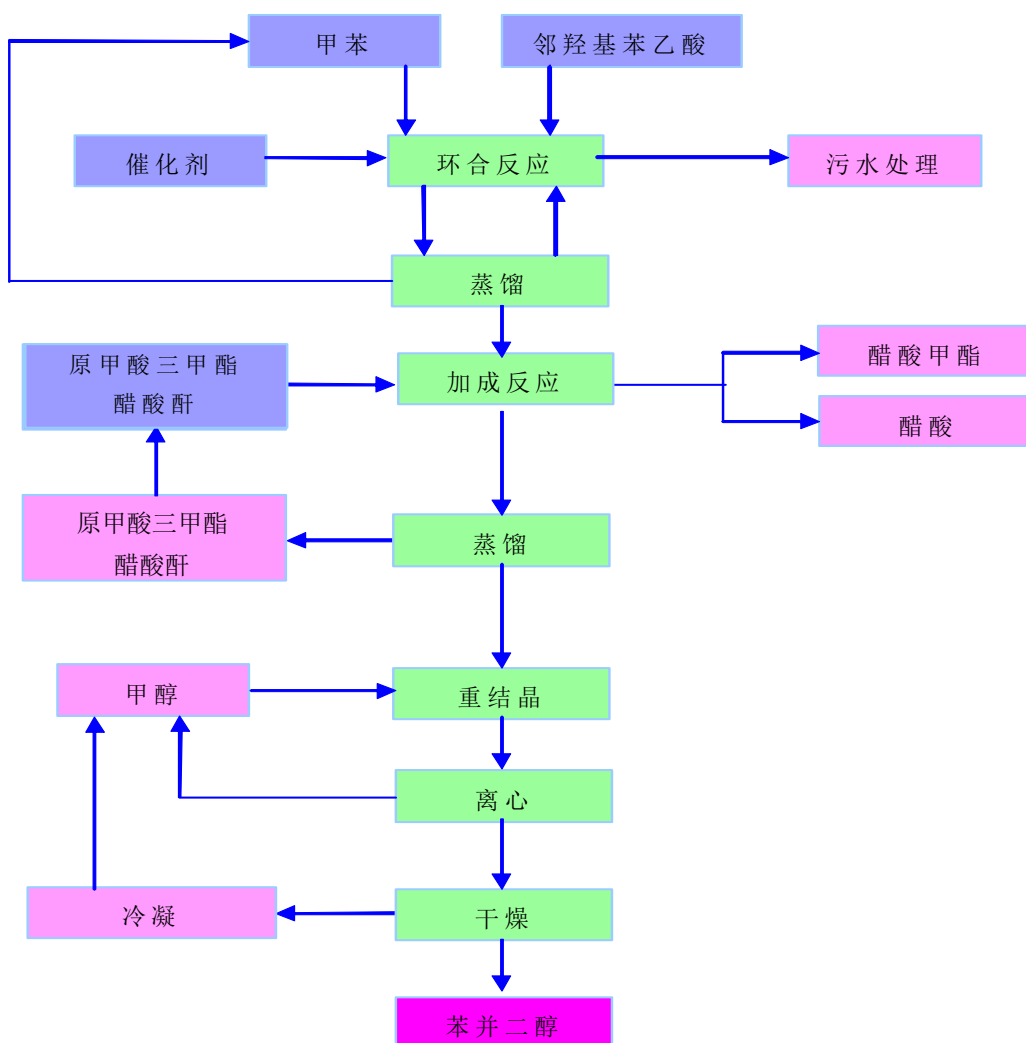 甲苯
邻羟基苯乙酸
催化剂
环合反应
污水处理
蒸馏
原甲酸三甲酯
醋酸酐
加成反应
醋酸甲酯
醋酸
原甲酸三甲酯
醋酸酐
蒸馏
甲醇
重结晶
离心
冷凝
干燥
苯并二醇